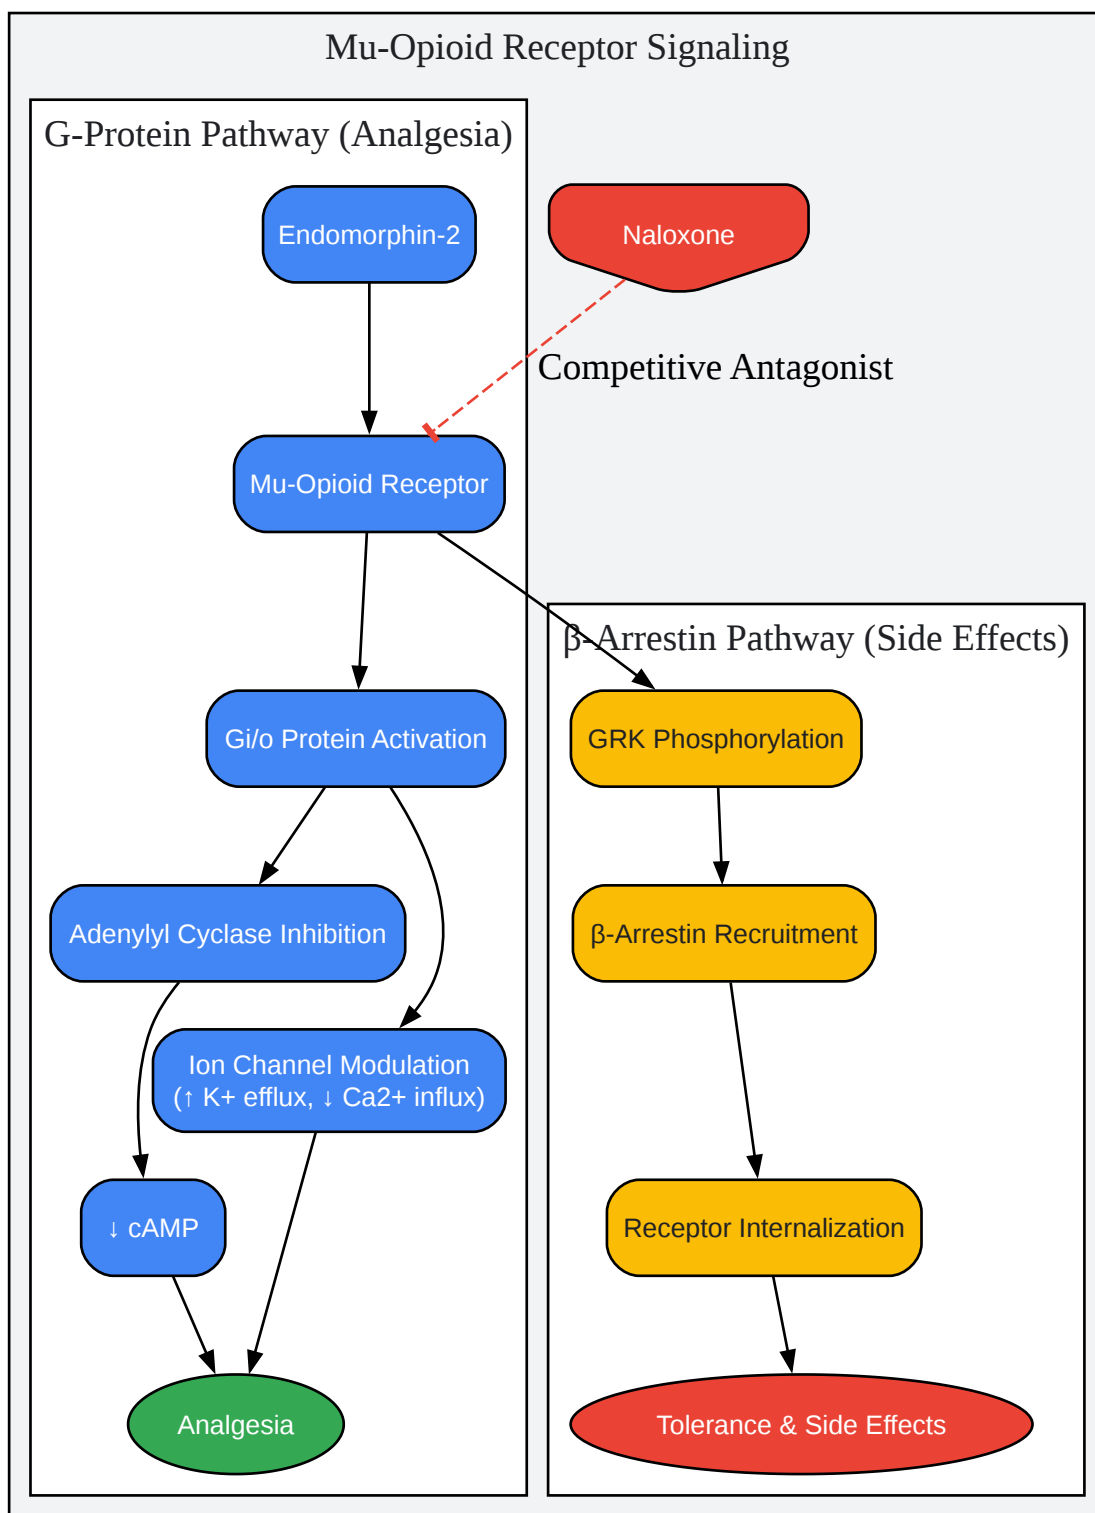 Mu-Opioid Receptor Signaling
G-Protein Pathway (Analgesia)
Endomorphin-2
Naloxone
Competitive Antagonist
Mu-Opioid Receptor
β-Arrestin Pathway (Side Effects)
Gi/o Protein Activation
GRK Phosphorylation
Adenylyl Cyclase Inhibition
β-Arrestin Recruitment
Ion Channel Modulation
(↑ K+ efflux, ↓ Ca2+ influx)
↓ cAMP
Receptor Internalization
Analgesia
Tolerance & Side Effects